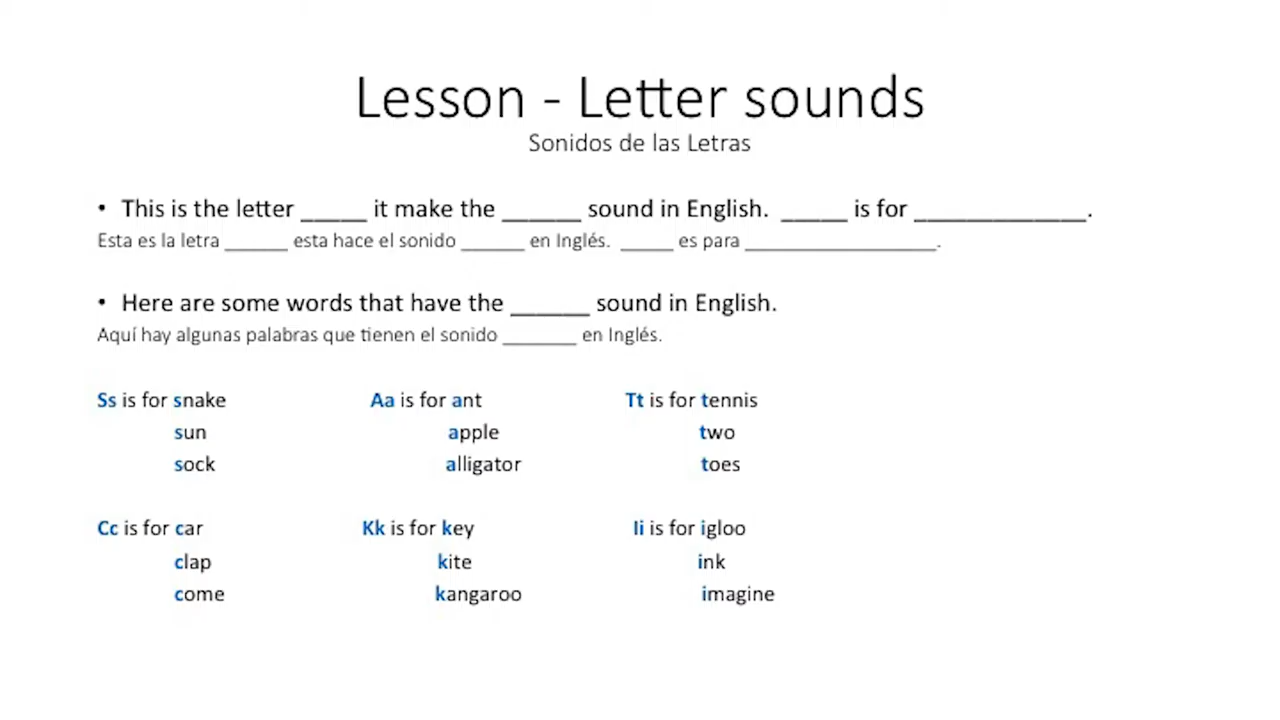 Lesson - Letter sounds
Sonidos de las Letras
• This is the letter _____ it make the ______ sound in English. _____ is for _____________.
Esta es la letra ______ esta hace el sonido ______ en Inglés. _____ es para __________________.
• Here are some words that have the ______ sound in English.
Aquí hay algunas palabras que tienen el sonido _______ en Inglés.
Ss is for snake Aa is for ant Tt is for tennis
sun apple two
sock alligator toes
Cc is for car Kk is for key Ii is for igloo
clap kite ink
come kangaroo imagine